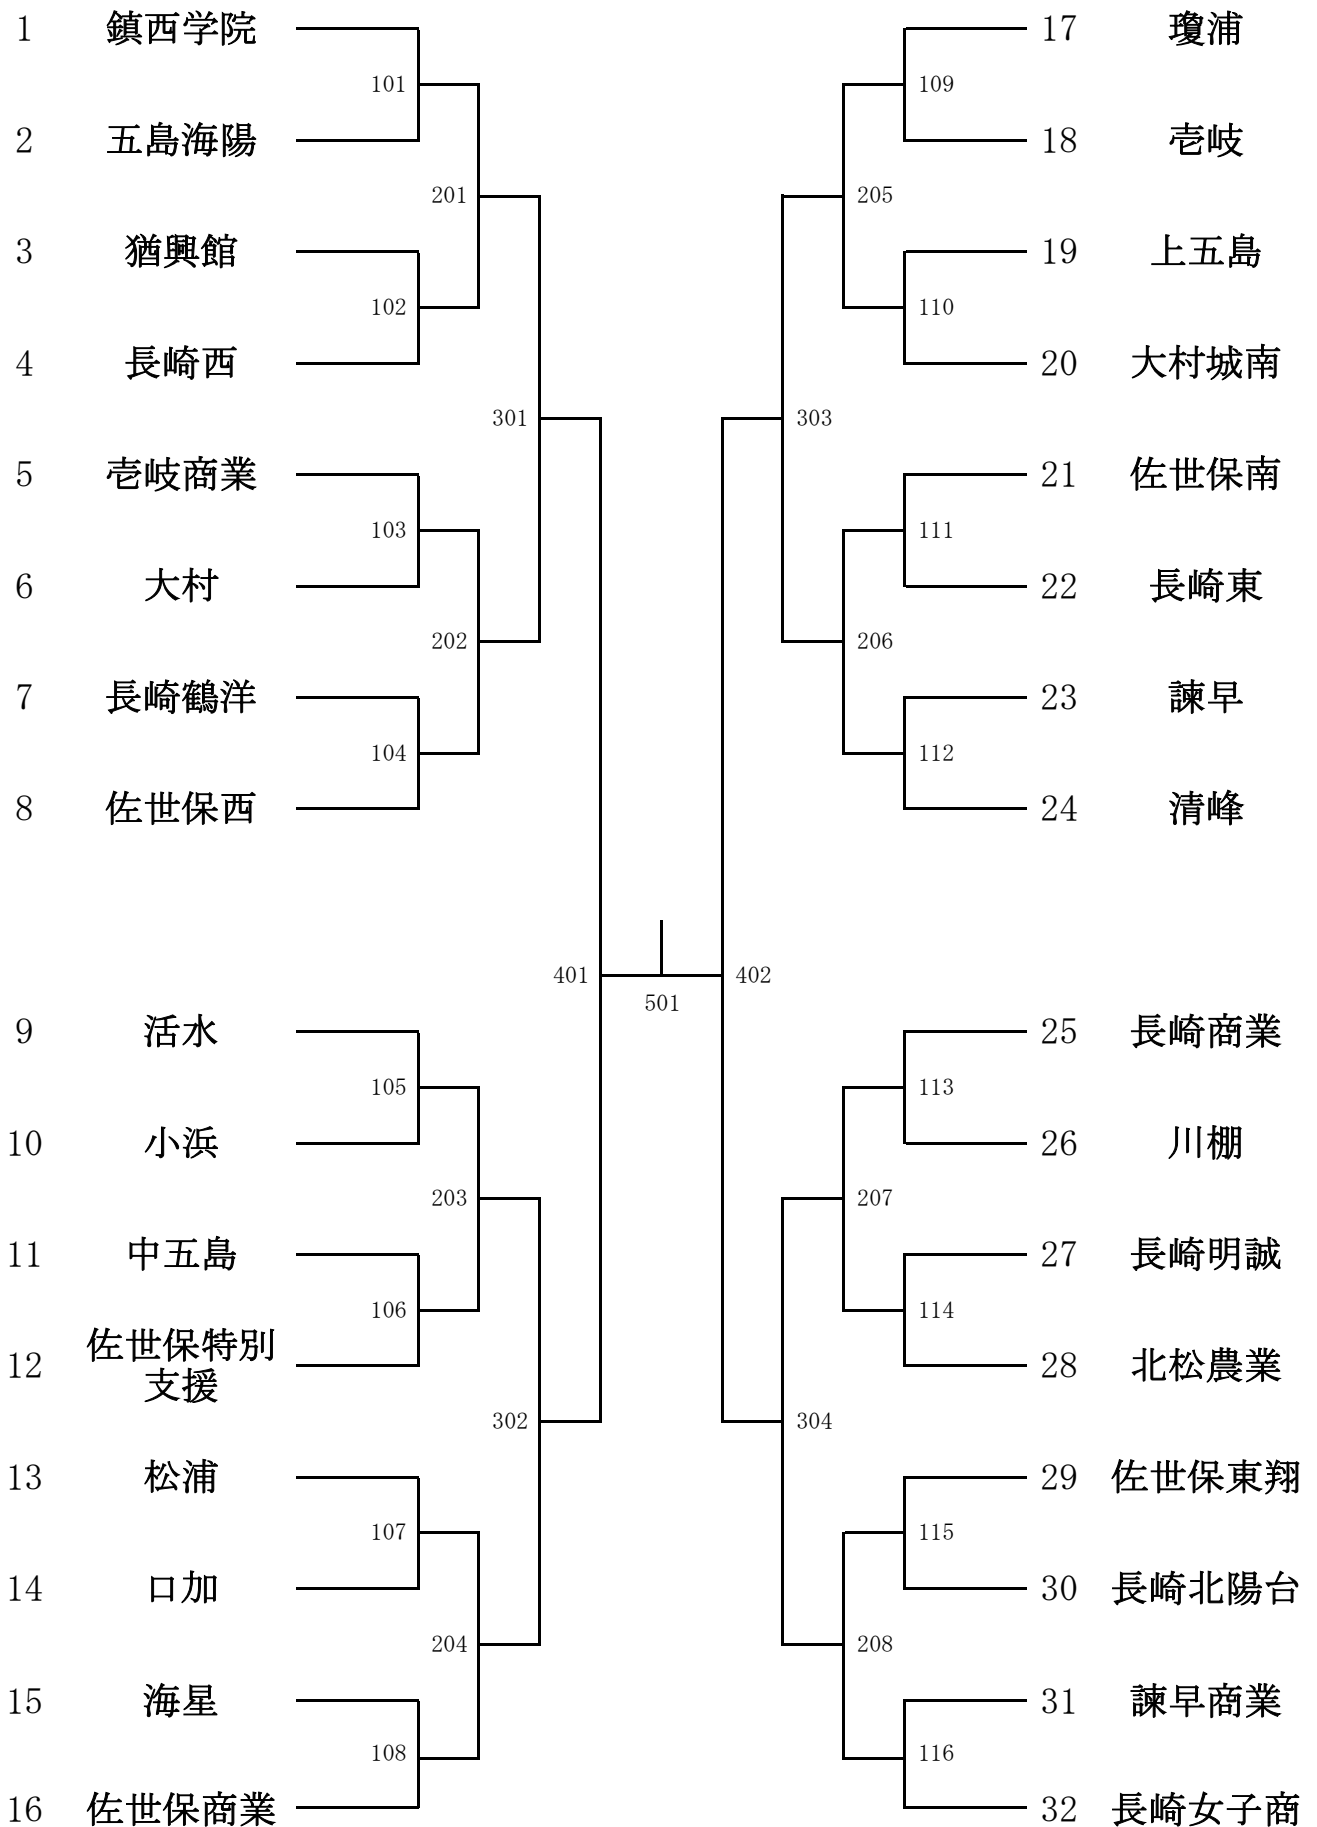 1 鎮西学院
101
2 五島海陽
201
3 猶興館
102
4 長崎西
301
5 壱岐商業
103
6 大村
202
7 長崎鶴洋
104
8 佐世保西
401
501
9 活水
105
10 小浜
203
11 中五島
106
12 佐世保特別
支援
302
13 松浦
107
14 口加
204
15 海星
108
16 佐世保商業
17 瓊浦
109
18 壱岐
205
19 上五島
110
20 大村城南
303
21 佐世保南
111
22 長崎東
206
23 諫早
112
24 清峰
402
25 長崎商業
113
26 川棚
207
27 長崎明誠
114
28 北松農業
304
29 佐世保東翔
115
30 長崎北陽台
208
31 諫早商業
116
32 長崎女子商